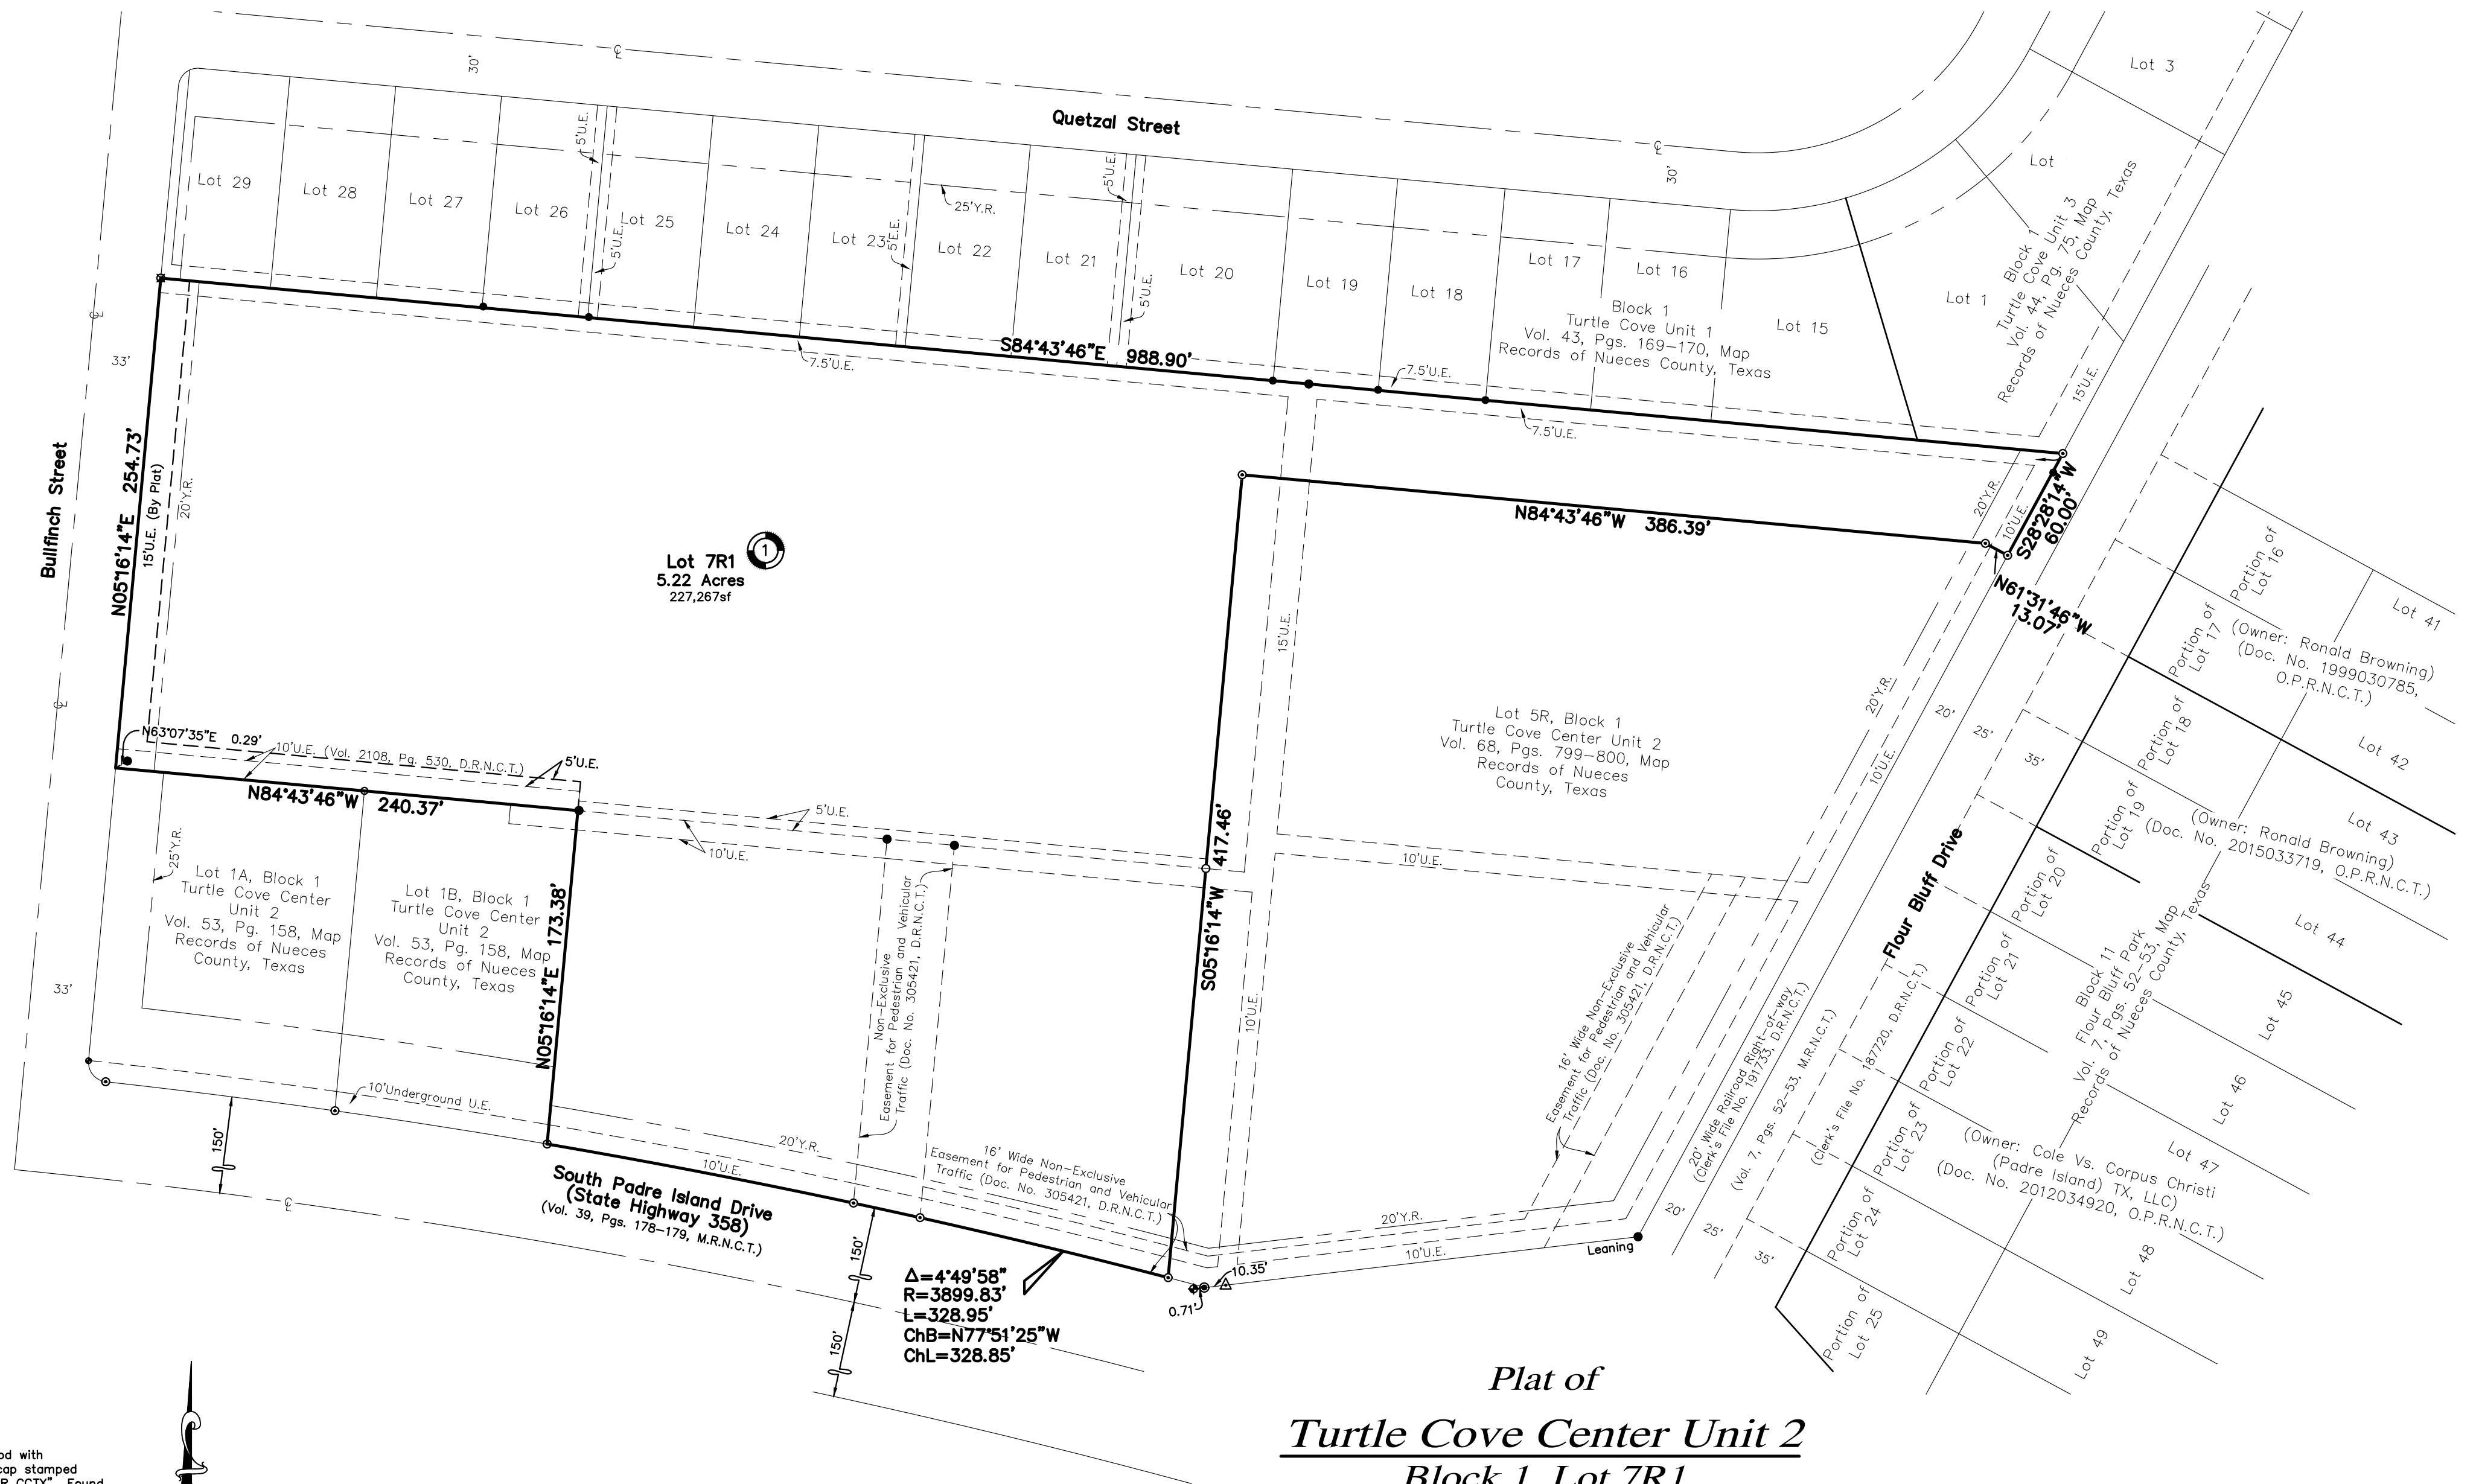 Lot 3
℄
30'
Quetzal Street
℄
30'
Lot
Block 1
Turtle Cove Unit 3
Vol. 44, Pg. 75, Map
Records of Nueces County, Texas
Lot 1
15'U.E.
Lot 29
Lot 28
Lot 27
Lot 26
5'U.E.
5'U.E.
Lot 25
Lot 24
Lot 23
5'E.E.
Lot 22
25'Y.R.
Lot 21
5'U.E.
5'U.E.
Lot 20
Lot 19
Lot 18
Lot 17
Lot 16
Lot 15
Block 1
Turtle Cove Unit 1
Vol. 43, Pgs. 169-170, Map
Records of Nueces County, Texas
S84°43'46"E 988.90'
7.5'U.E.
7.5'U.E.
7.5'U.E.
℄
33'
Bullfinch Street
N05°16'14"E 254.73'
15'U.E. (By Plat)
20'Y.R.
℄
Lot 7R1
1
5.22 Acres
227,267sf
15'U.E.
N84°43'46"W 386.39'
20'Y.R.
10'U.E.
S28°28'14"W
60.00'
N61°31'46"W
13.07'
N63°07'35"E 0.29'
10'U.E. (Vol. 2108, Pg. 530, D.R.N.C.T.)
5'U.E.
N84°43'46"W 240.37'
5'U.E.
10'U.E.
417.46'
S05°16'14"W
Lot 5R, Block 1
Turtle Cove Center Unit 2
Vol. 68, Pgs. 799-800, Map
Records of Nueces
County, Texas
20'Y.R.
10'U.E.
10'U.E.
10'U.E.
25'Y.R.
Lot 1A, Block 1
Turtle Cove Center
Unit 2
Vol. 53, Pg. 158, Map
Records of Nueces
County, Texas
Lot 1B, Block 1
Turtle Cove Center
Unit 2
Vol. 53, Pg. 158, Map
Records of Nueces
County, Texas
N05°16'14"E 173.38'
33'
10'Underground U.E.
150'
℄
Non-Exclusive
Easement for Pedestrian and Vehicular
Traffic (Doc. No. 305421, D.R.N.C.T.)
20'Y.R.
10'U.E.
16' Wide Non-Exclusive
Easement for Pedestrian and Vehicular
Traffic (Doc. No. 305421, D.R.N.C.T.)
South Padre Island Drive
(State Highway 358)
(Vol. 39, Pgs. 178-179, M.R.N.C.T.)
150'
150'
Δ=4°49'58"
R=3899.83'
L=328.95'
ChB=N77°51'25"W
ChL=328.85'
10.35'
0.71'
20'Y.R.
10'U.E.
Leaning
16' Wide Non-Exclusive
Easement for Pedestrian and Vehicular
Traffic (Doc. No. 305421, D.R.N.C.T.)
20' Wide Railroad Right-of-way
(Clerk's File No. 191733, D.R.N.C.T.)
(Vol. 7, Pgs. 52-53, M.R.N.C.T.)
(Clerk's File No. 187720, D.R.N.C.T.)
Flour Bluff Drive
20'
25'
35'
20'
25'
35'
Portion of
Lot 16
Portion of
Lot 17
Portion of
Lot 18
Portion of
Lot 19
Portion of
Lot 20
Portion of
Lot 21
Portion of
Lot 22
Portion of
Lot 23
Portion of
Lot 24
Portion of
Lot 25
Lot 41
(Owner: Ronald Browning)
(Doc. No. 1999030785,
O.P.R.N.C.T.)
Lot 42
Lot 43
(Owner: Ronald Browning)
(Doc. No. 2015033719, O.P.R.N.C.T.)
Lot 44
Block 11
Flour Bluff Park
Vol. 7, Pgs. 52-53, Map
Records of Nueces County, Texas
Lot 45
Lot 46
Lot 47
(Owner: Cole Vs. Corpus Christi
(Padre Island) TX, LLC)
(Doc. No. 2012034920, O.P.R.N.C.T.)
Lot 48
Lot 49
Plat of
Turtle Cove Center Unit 2
Block 1, Lot 7R1
with
cap stamped
CCTX" Found